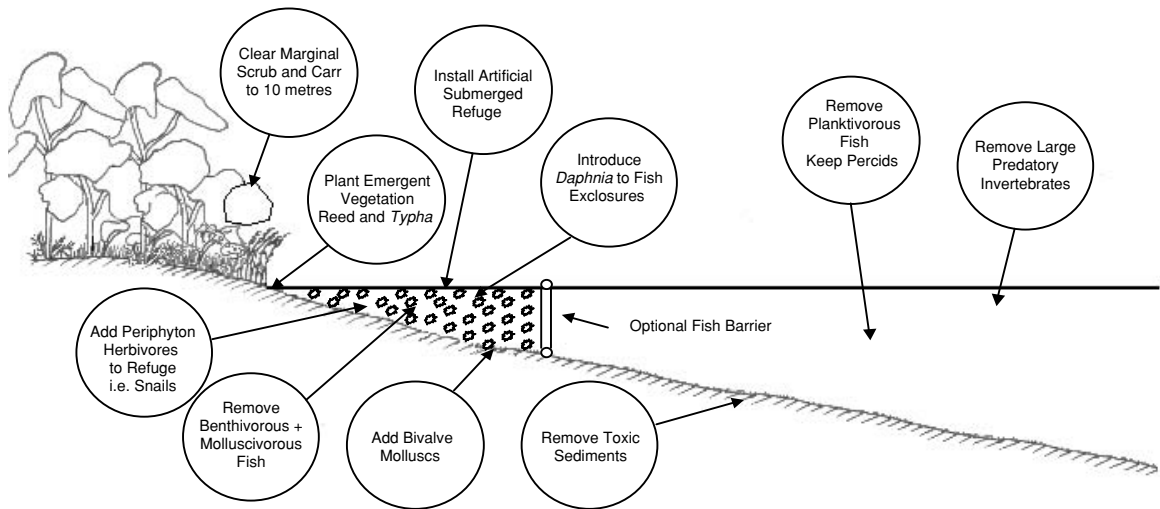 Clear Marginal
Scrub and Carr
to 10 metres
Install Artificial
Submerged
Refuge
Remove
Planktivorous
Fish
Keep Percids
Remove Large
Predatory
Invertebrates
Plant Emergent
Vegetation
Reed and Typha
Introduce
Daphnia to Fish
Exclosures
Optional Fish Barrier
Add Periphyton
Herbivores
to Refuge
i.e. Snails
Remove
Benthivorous +
Molluscivorous
Fish
Add Bivalve
Molluscs
Remove Toxic
Sediments